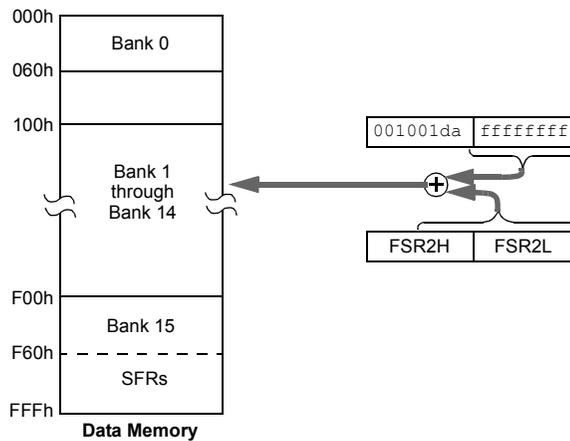 000h
Bank 0
060h
100h
001001da ffffffff
Bank 1
through
Bank 14
FSR2H FSR2L
F00h
Bank 15
F60h
SFRs
FFFh
Data Memory